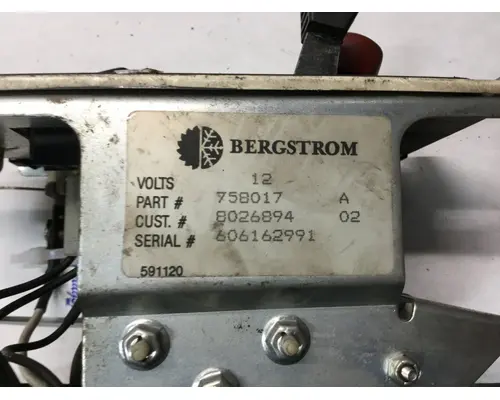 BERGSTROM
VOLTS 12
PART # 758017 A
CUST. # 8026894 02
SERIAL # 606162991
591120